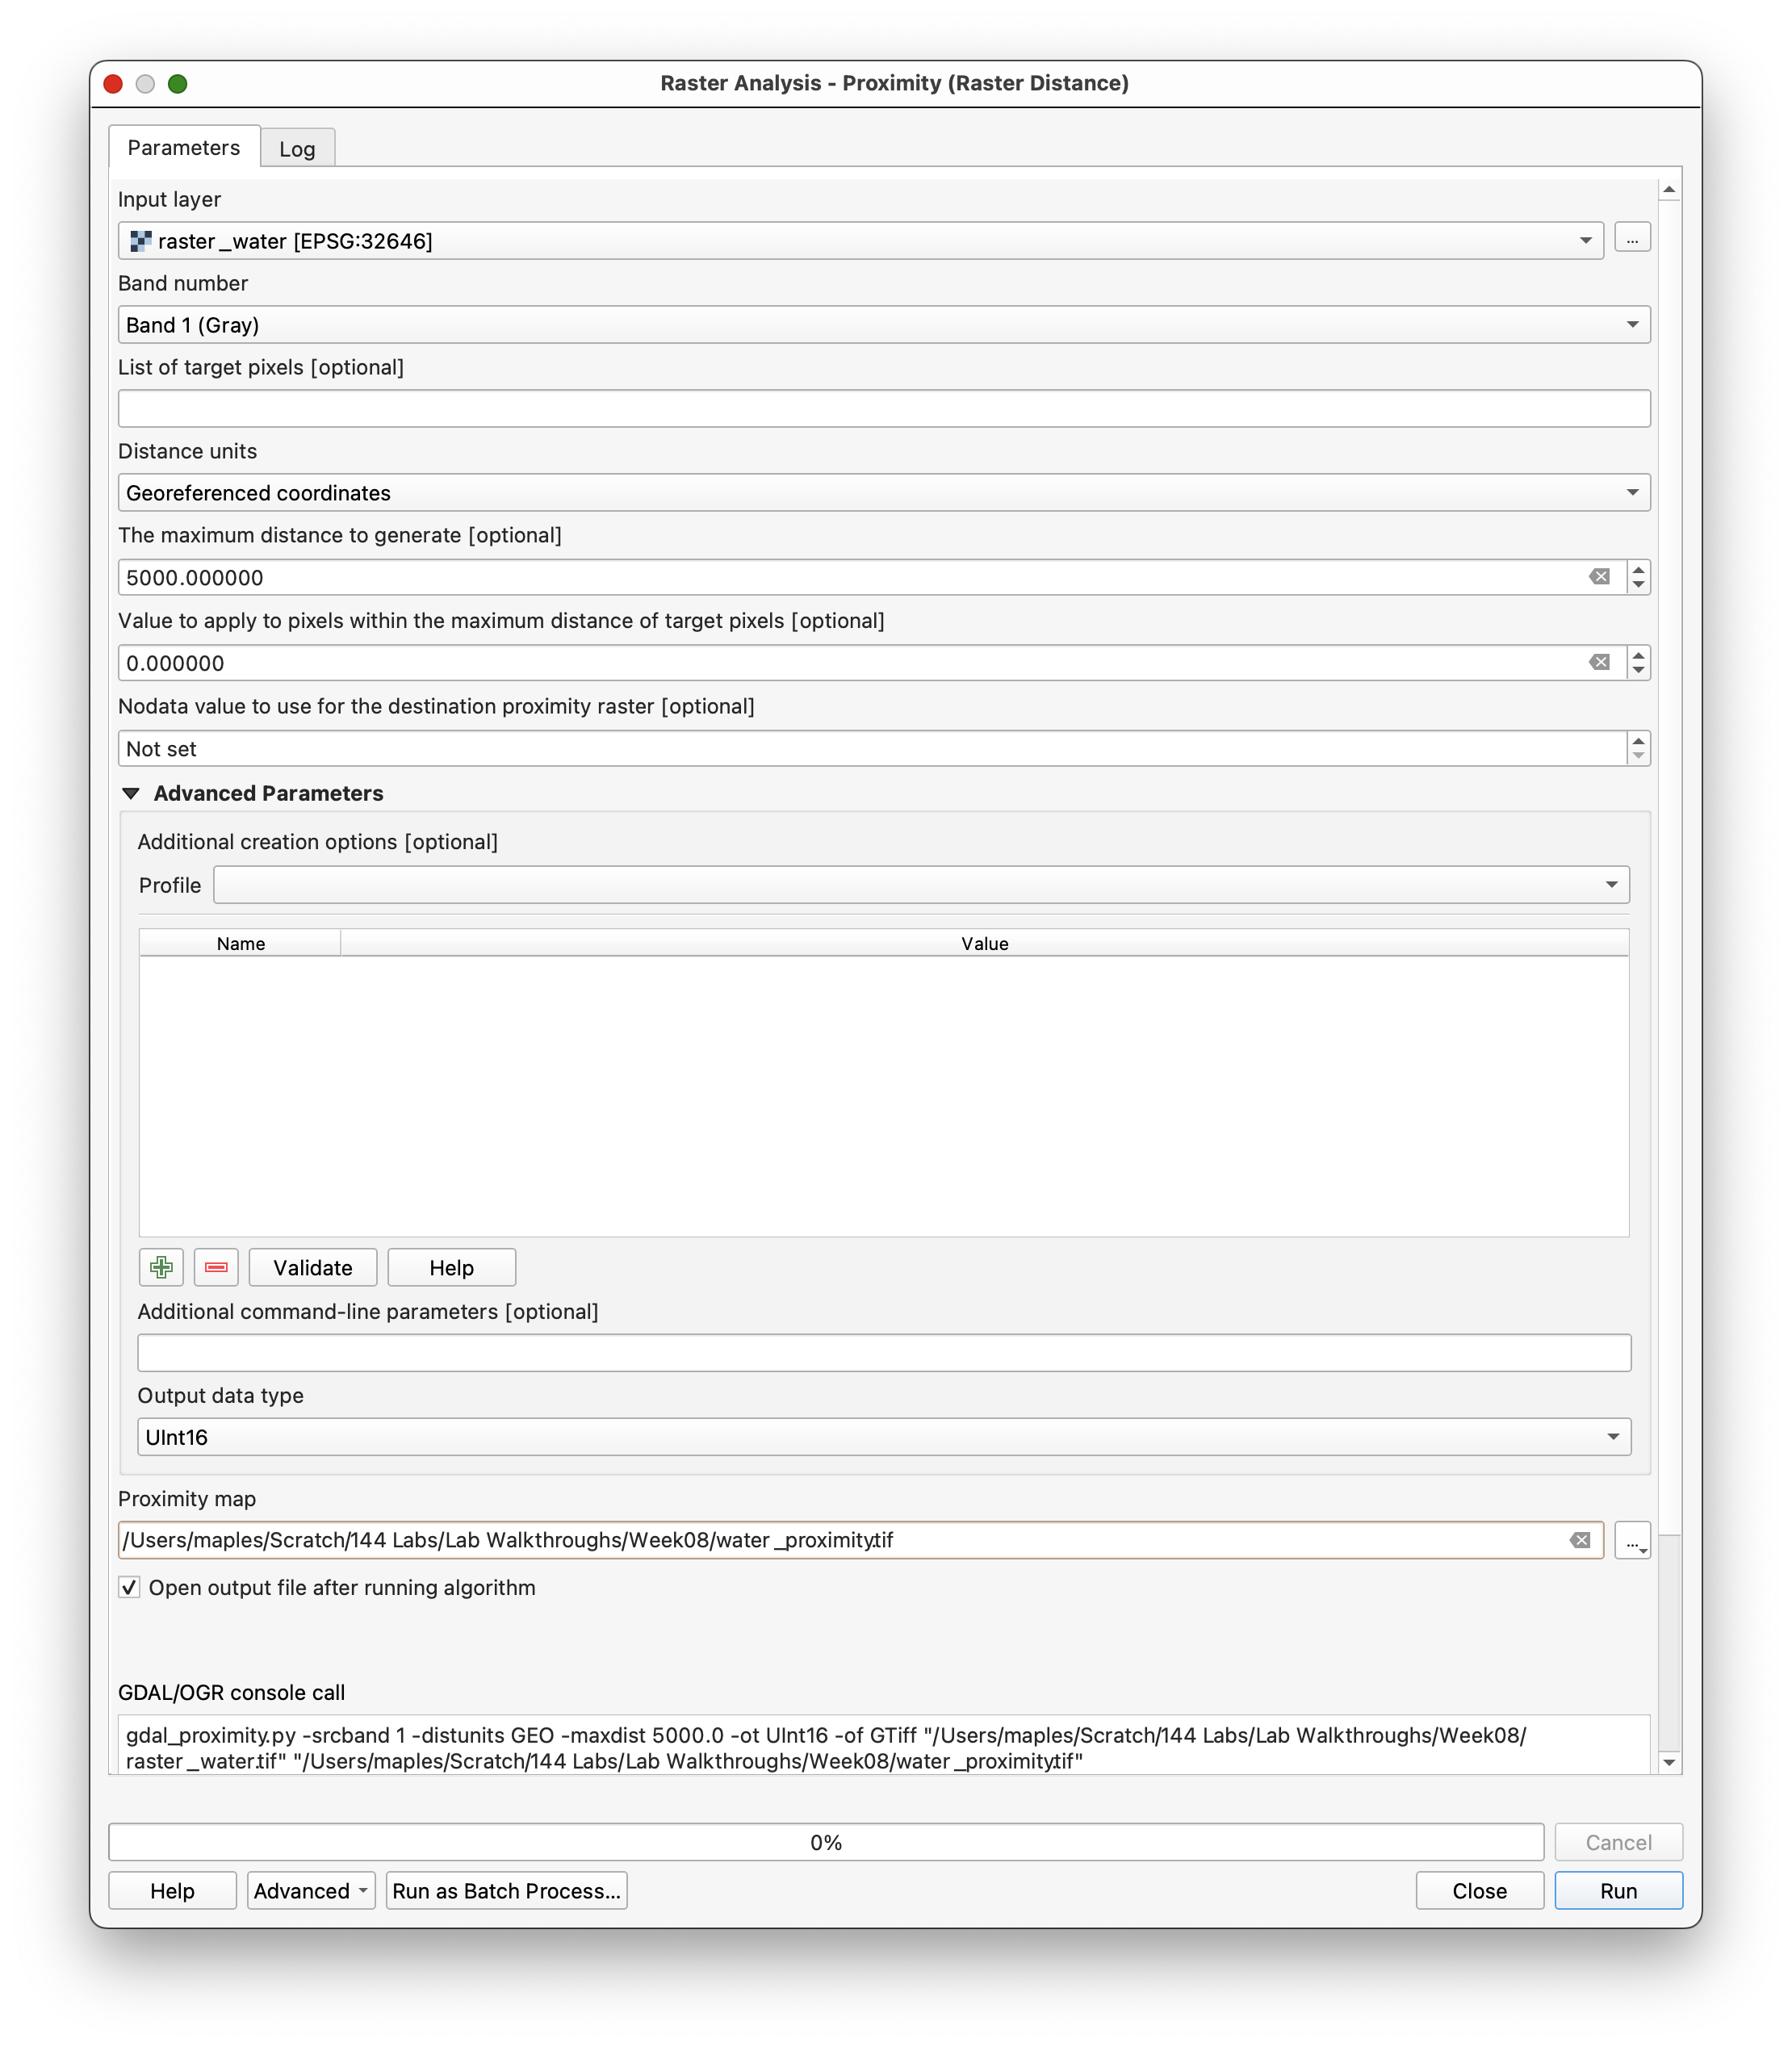 Raster Analysis - Proximity (Raster Distance)
Parameters
Log
Input layer
raster_water [EPSG:32646]
...
Band number
Band 1 (Gray)
List of target pixels [optional]
Distance units
Georeferenced coordinates
The maximum distance to generate [optional]
5000.000000
Value to apply to pixels within the maximum distance of target pixels [optional]
0.000000
Nodata value to use for the destination proximity raster [optional]
Not set
Advanced Parameters
Additional creation options [optional]
Profile
Name Value
Validate Help
Additional command-line parameters [optional]
Output data type
UInt16
Proximity map
/Users/maples/Scratch/144 Labs/Lab Walkthroughs/Week08/water_proximity.tif
...
Open output file after running algorithm
GDAL/OGR console call
gdal_proximity.py -srcband 1 -distunits GEO -maxdist 5000.0 -ot UInt16 -of GTiff "/Users/maples/Scratch/144 Labs/Lab Walkthroughs/Week08/
raster_water.tif" "/Users/maples/Scratch/144 Labs/Lab Walkthroughs/Week08/water_proximity.tif"
0%
Cancel
Help Advanced Run as Batch Process... Close Run